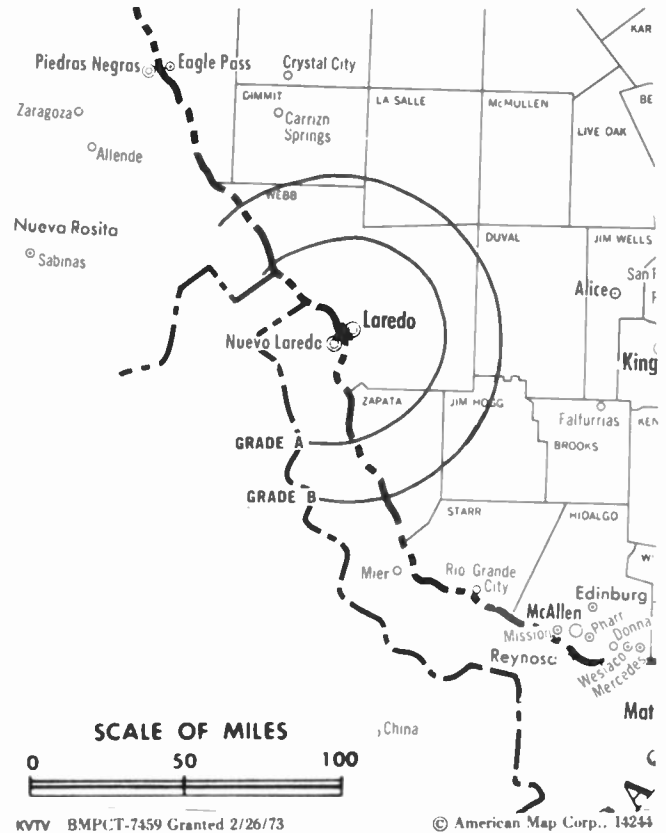 KAR
Piedras Negras
Eagle Pass
Crystal City
DIMMIT
LA SALLE
McMULLEN
BE
Zaragoza
Carrizn
Springs
LIVE OAK
Allende
WEBB
Nueva Rosita
DUVAL
JIM WELLS
Sabinas
San
Alice
Laredo
Nuevo Laredo
King
ZAPATA
JIM HOGG
Falfurrias
KEN
GRADE A
BROOKS
GRADE B
STARR
HIDALGO
Mier
Rio Grande
City
Edinburg
McAllen
Pharr
Mission
Donna
Reynosa
Weslaco
Mercedes
Mat
SCALE OF MILES
China
0 50 100
KVTV BMPCT-7459 Granted 2/26/73
© American Map Corp., 14244